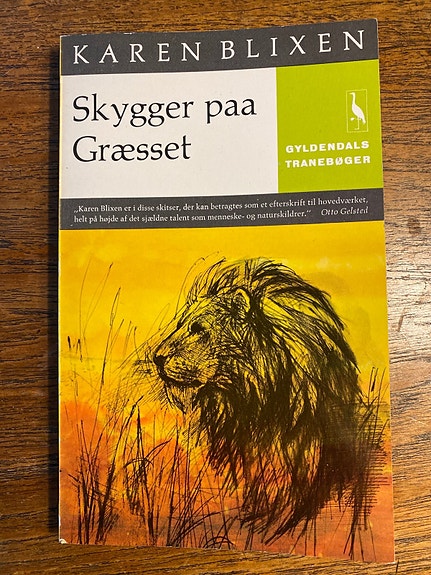 KAREN BLIXEN
Skygger paa
Græsset
GYLDENDALS
TRANEBØGER
„Karen Blixen er i disse skitser, der kan betragtes som et efterskrift til hovedværket,
helt på højde af det sjældne talent som menneske- og naturskildrer.“ Otto Gelsted